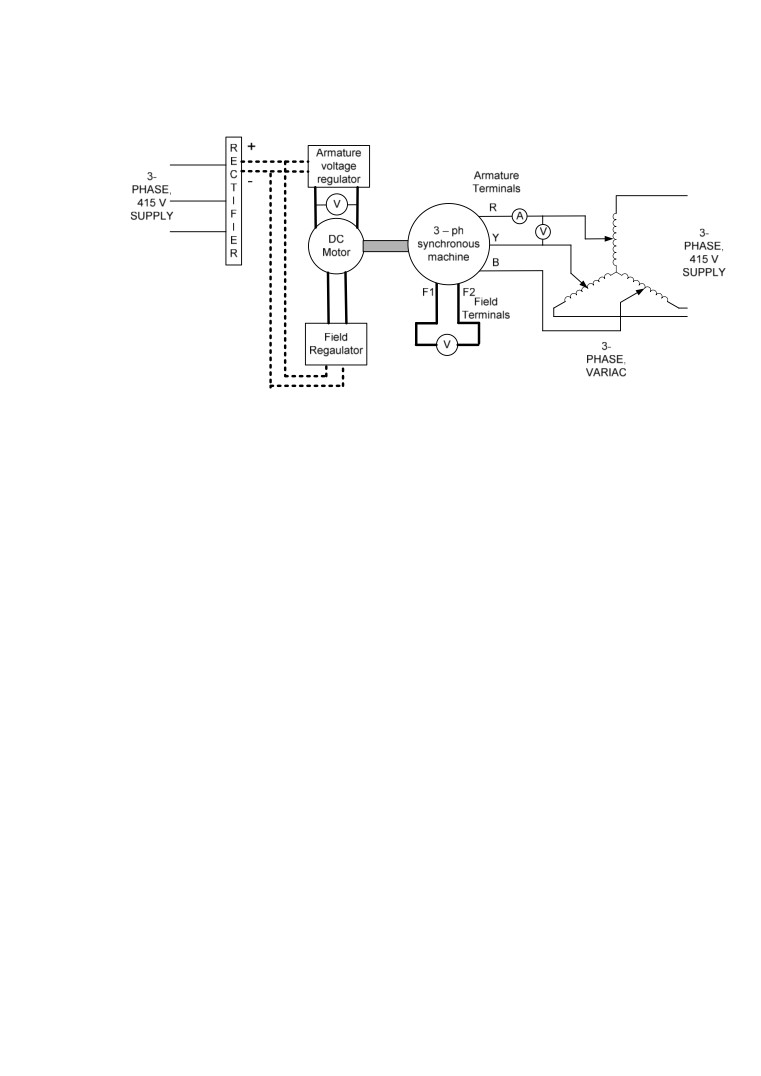 3-
PHASE,
415 V
SUPPLY
RECTIFIER
+
-
Armature
voltage
regulator
V
DC
Motor
Field
Regaulator
3 – ph
synchronous
machine
Armature
Terminals
R
A
V
Y
B
F1
F2
Field
Terminals
V
3-
PHASE,
415 V
SUPPLY
3-
PHASE,
VARIAC